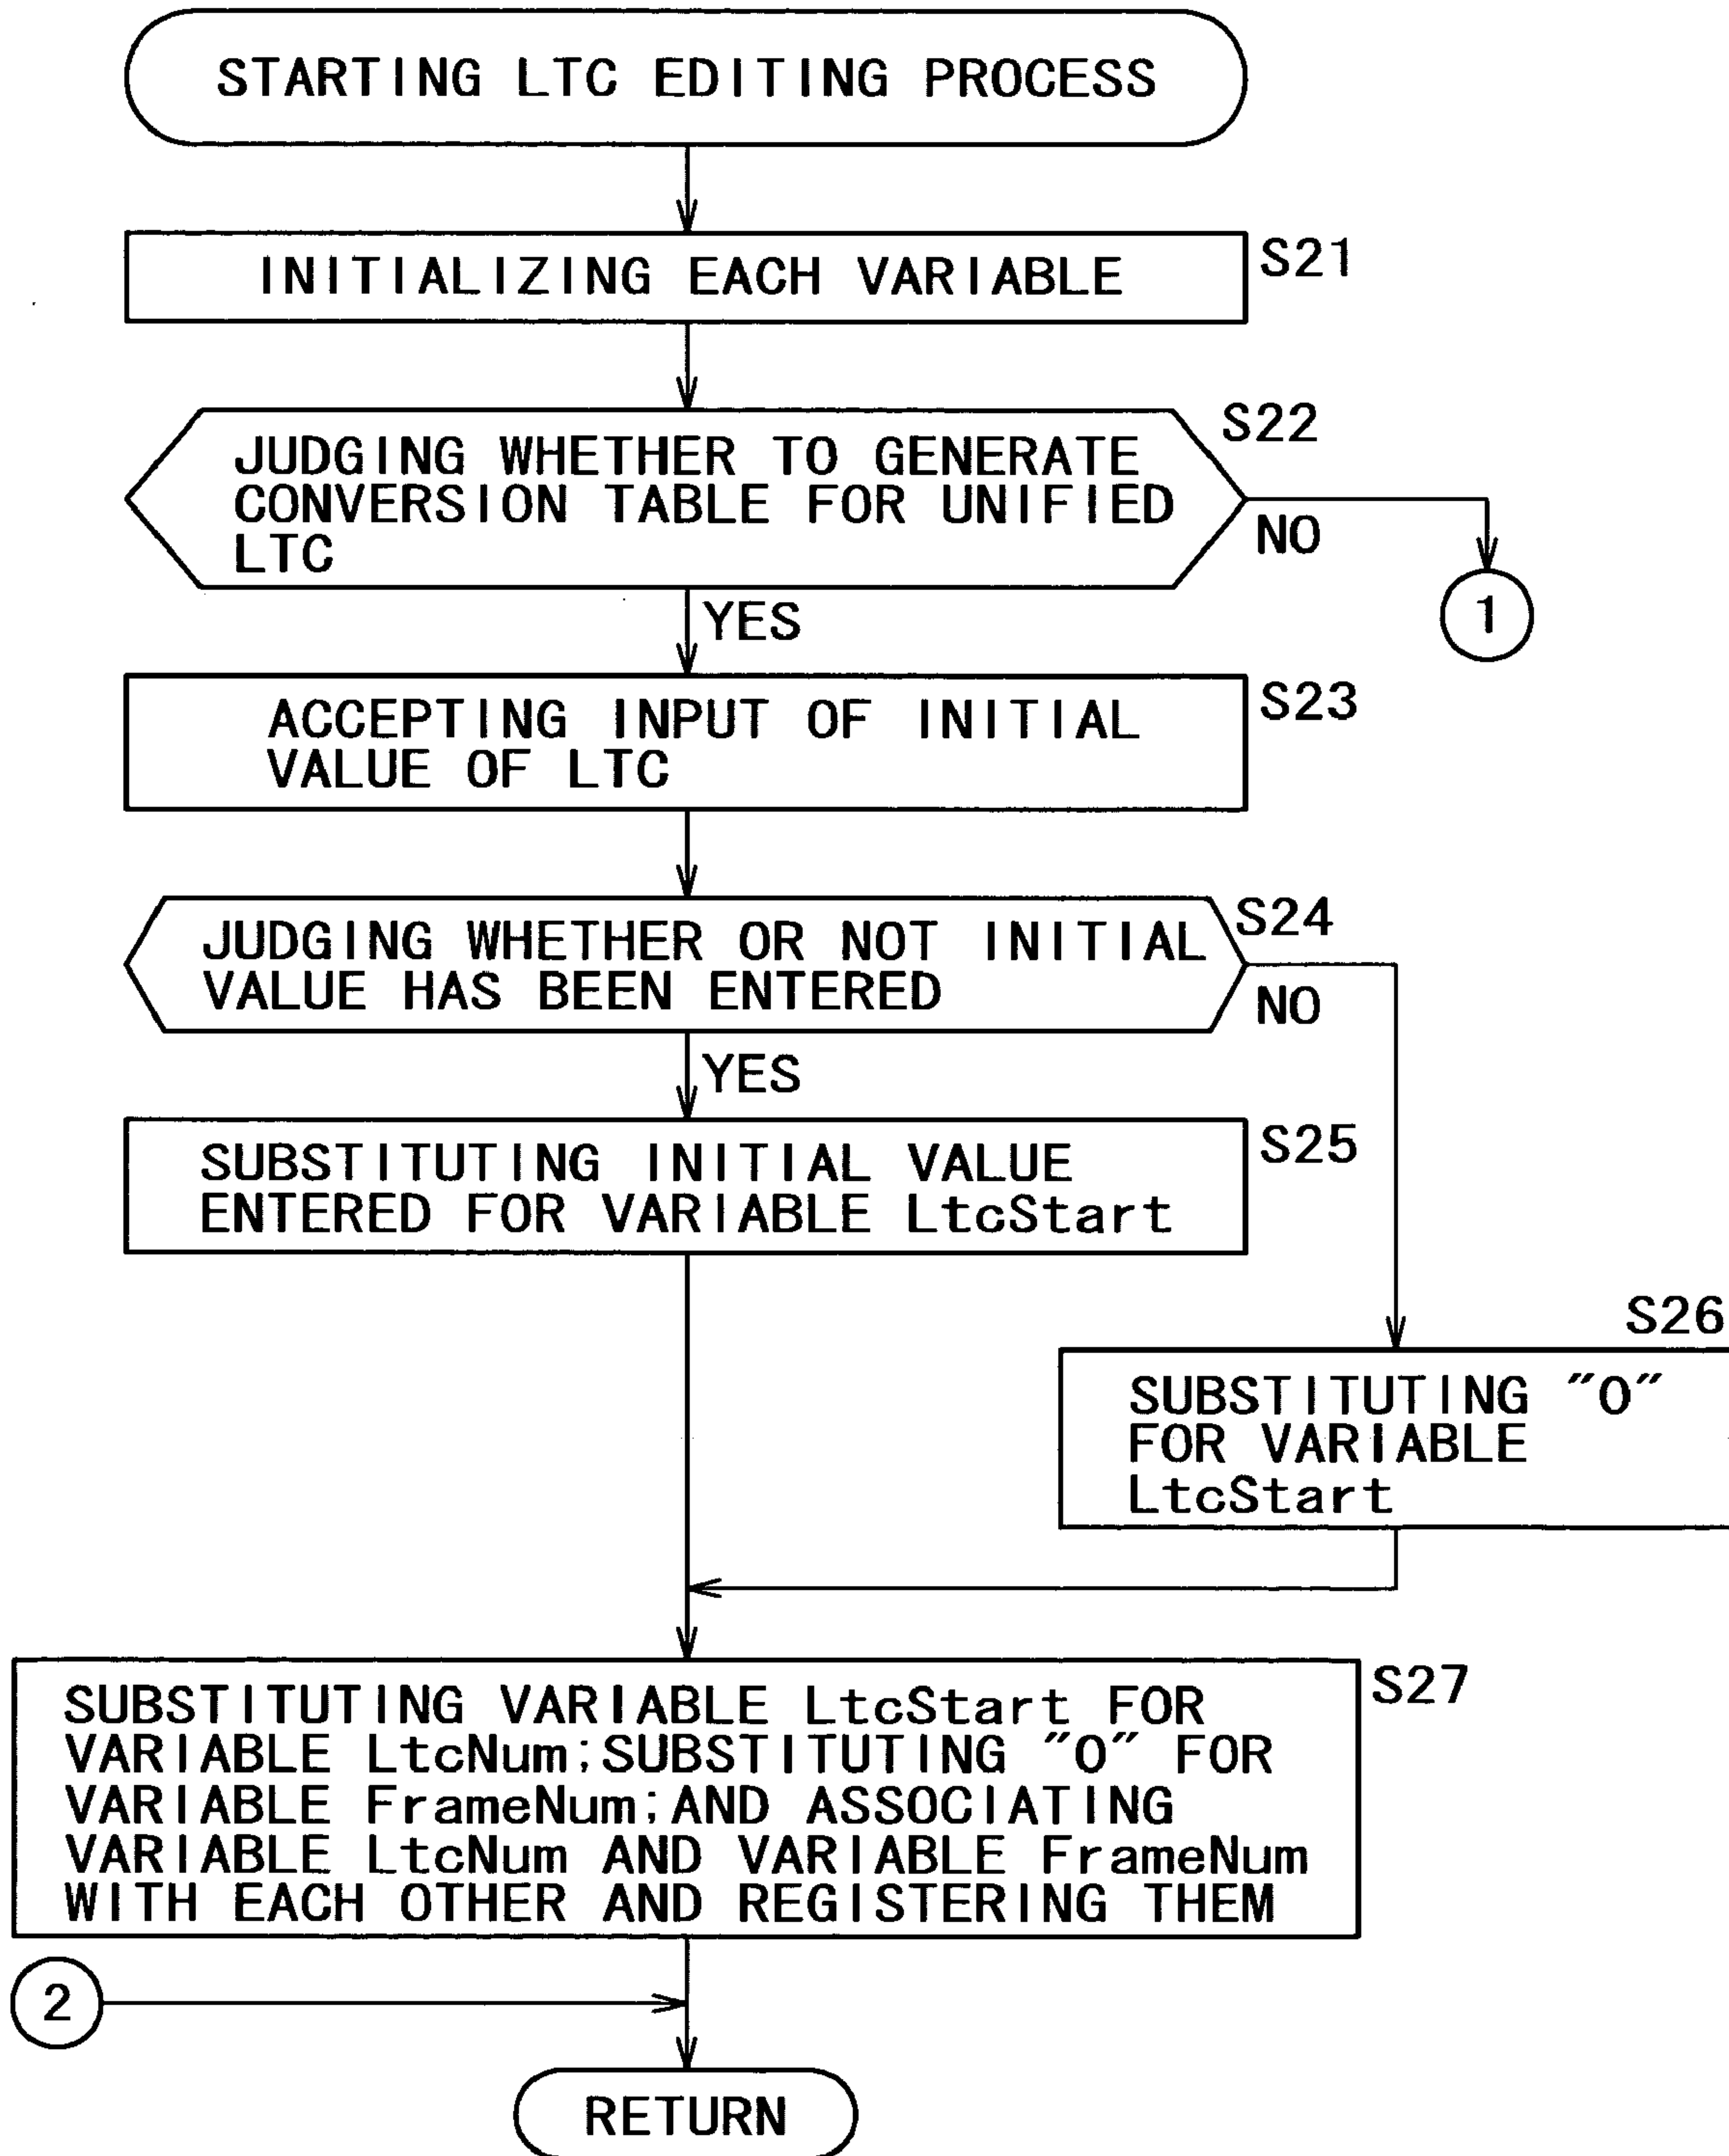 STARTING LTC EDITING PROCESS
INITIALIZING EACH VARIABLE
S21
JUDGING WHETHER TO GENERATE
CONVERSION TABLE FOR UNIFIED
LTC
S22
NO
1
YES
ACCEPTING INPUT OF INITIAL
VALUE OF LTC
S23
JUDGING WHETHER OR NOT INITIAL
VALUE HAS BEEN ENTERED
S24
NO
YES
SUBSTITUTING INITIAL VALUE
ENTERED FOR VARIABLE LtcStart
S25
S26
SUBSTITUTING "0"
FOR VARIABLE
LtcStart
SUBSTITUTING VARIABLE LtcStart FOR
VARIABLE LtcNum;SUBSTITUTING "0" FOR
VARIABLE FrameNum;AND ASSOCIATING
VARIABLE LtcNum AND VARIABLE FrameNum
WITH EACH OTHER AND REGISTERING THEM
S27
2
RETURN